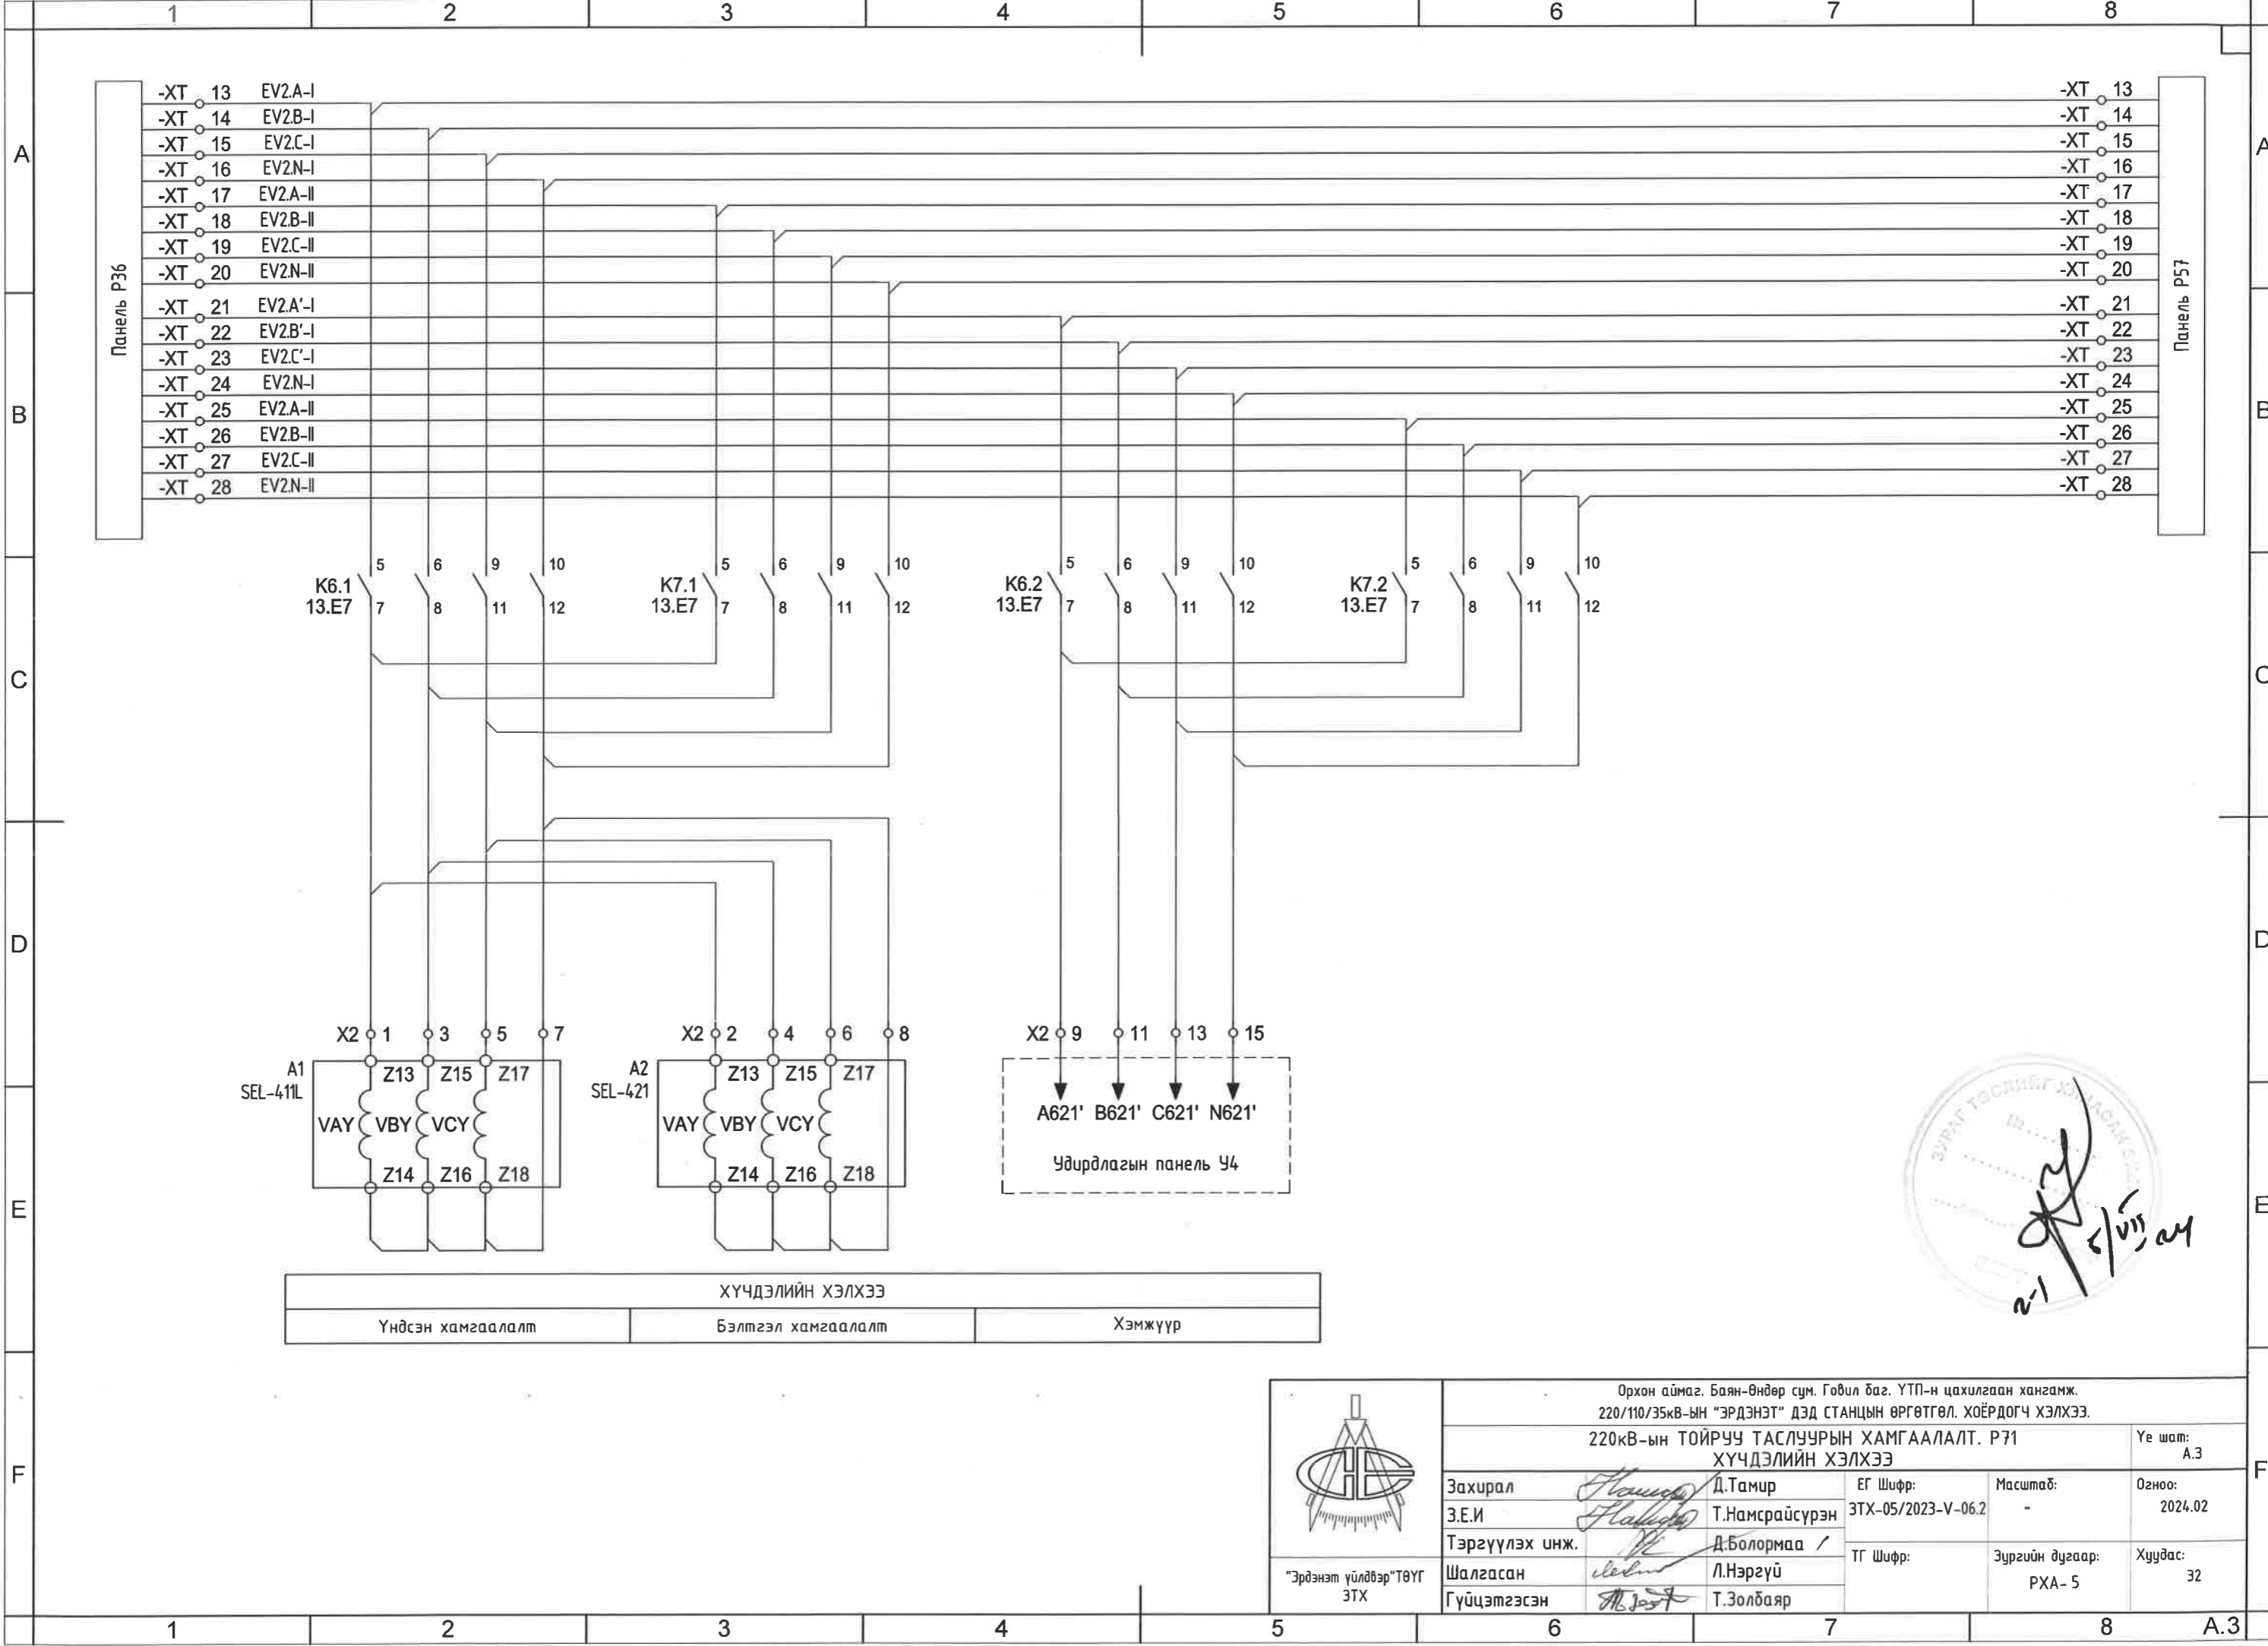 1 2 3 4 5 6 7 8
A A
B B
C C
D D
E E
F F
Панель P36
-XT 13 EV2.A-I
-XT 14 EV2.B-I
-XT 15 EV2.C-I
-XT 16 EV2.N-I
-XT 17 EV2.A-II
-XT 18 EV2.B-II
-XT 19 EV2.C-II
-XT 20 EV2.N-II
-XT 21 EV2.A'-I
-XT 22 EV2.B'-I
-XT 23 EV2.C'-I
-XT 24 EV2.N-I
-XT 25 EV2.A-II
-XT 26 EV2.B-II
-XT 27 EV2.C-II
-XT 28 EV2.N-II
-XT 13
-XT 14
-XT 15
-XT 16
-XT 17
-XT 18
-XT 19
-XT 20
-XT 21
-XT 22
-XT 23
-XT 24
-XT 25
-XT 26
-XT 27
-XT 28
Панель P57
5 6 9 10 5 6 9 10 5 6 9 10 5 6 9 10
K6.1 K7.1 K6.2 K7.2
13.E7 7 8 11 12 13.E7 7 8 11 12 13.E7 7 8 11 12 13.E7 7 8 11 12
X2 1 3 5 7 X2 2 4 6 8 X2 9 11 13 15
A1 Z13 Z15 Z17 A2 Z13 Z15 Z17
SEL-411L SEL-421
A621' B621' C621' N621'
VAY VBY VCY VAY VBY VCY
Удирдлагын панель У4
Z14 Z16 Z18 Z14 Z16 Z18
ХҮЧДЭЛИЙН ХЭЛХЭЭ
Үндсэн хамгаалалт Бэлтгэл хамгаалалт Хэмжүүр
Орхон аймаг. Баян-Өндөр сум. Говил баг. ҮТП-н цахилгаан хангамж.
220/110/35кВ-ЫН "ЭРДЭНЭТ" ДЭД СТАНЦЫН ӨРГӨТГӨЛ. ХОЁРДОГЧ ХЭЛХЭЭ.
220кВ-ын ТОЙРУУ ТАСЛУУРЫН ХАМГААЛАЛТ. P71
ХҮЧДЭЛИЙН ХЭЛХЭЭ
Үе шат:
А.3
Захирал Д.Тамир
З.Е.И Т.Намсрайсүрэн
Тэргүүлэх инж. Д.Болормаа
Шалгасан Л.Нэргүй
Гүйцэтгэсэн Т.Золбаяр
ЕГ Шифр:
ЗТХ-05/2023-V-06.2
Масштаб:
-
Огноо:
2024.02
ТГ Шифр:
Зургийн дугаар:
РХА-5
Хуудас:
32
"Эрдэнэт үйлдвэр"ТӨҮГ
ЗТХ
1 2 3 4 5 6 7 8 A.3